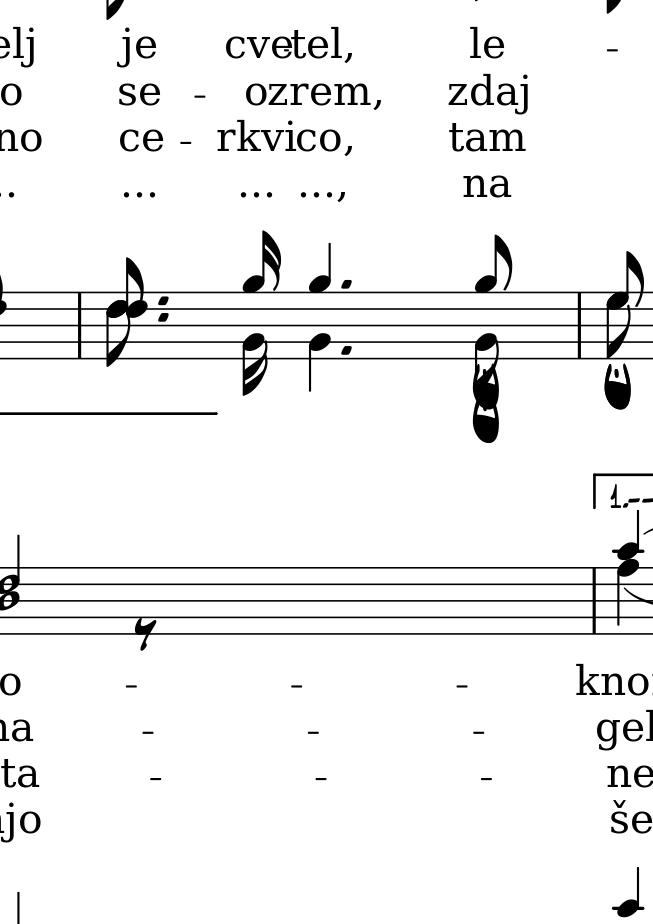 elj je cvetel, le -
o se - ozrem, zdaj
no ce - rkvico, tam
.. ... ... ..., na
1.--
o - - - kno
na - - - gel
ta - - - ne
njo še